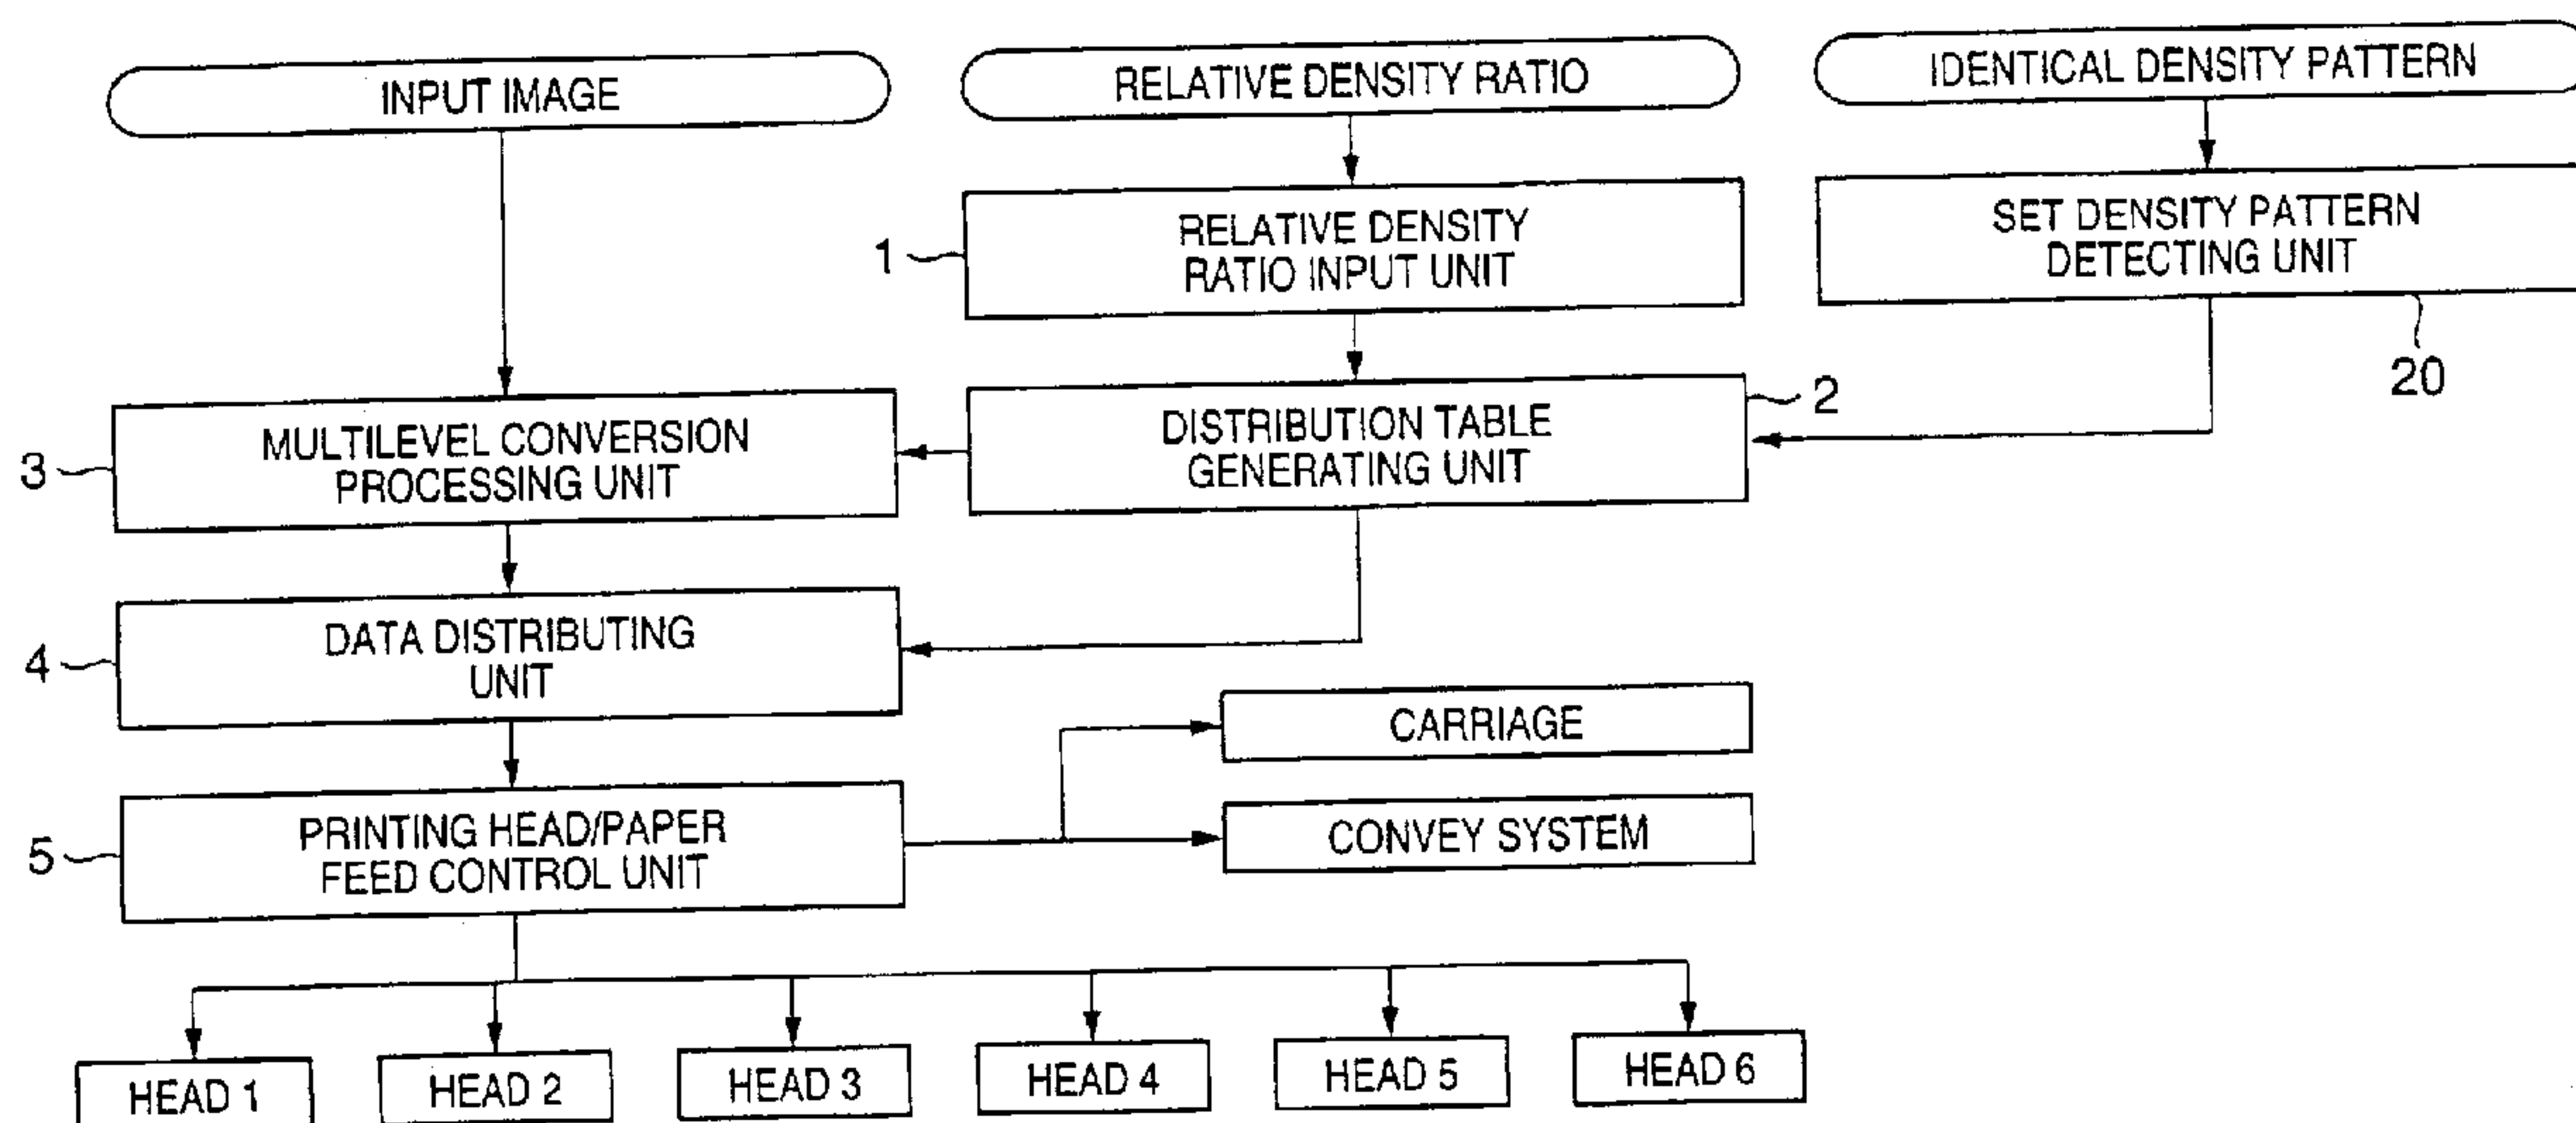 INPUT IMAGE
RELATIVE DENSITY RATIO
IDENTICAL DENSITY PATTERN
1
RELATIVE DENSITY
RATIO INPUT UNIT
SET DENSITY PATTERN
DETECTING UNIT
20
3
MULTILEVEL CONVERSION
PROCESSING UNIT
DISTRIBUTION TABLE
GENERATING UNIT
2
4
DATA DISTRIBUTING
UNIT
CARRIAGE
5
PRINTING HEAD/PAPER
FEED CONTROL UNIT
CONVEY SYSTEM
HEAD 1
HEAD 2
HEAD 3
HEAD 4
HEAD 5
HEAD 6